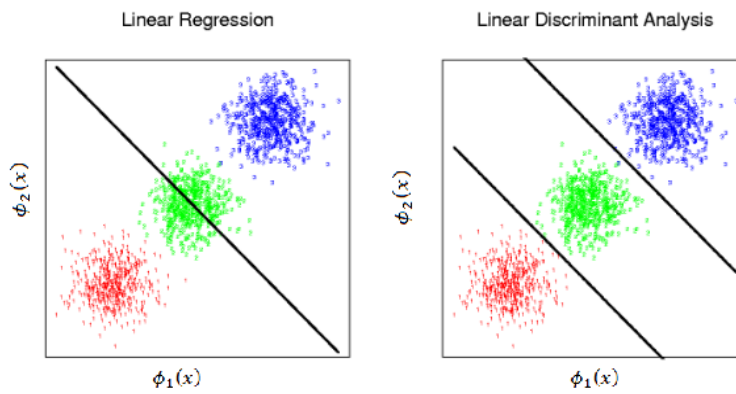 Linear Regression
Linear Discriminant Analysis
ϕ₂(x)
ϕ₂(x)
ϕ₁(x)
ϕ₁(x)